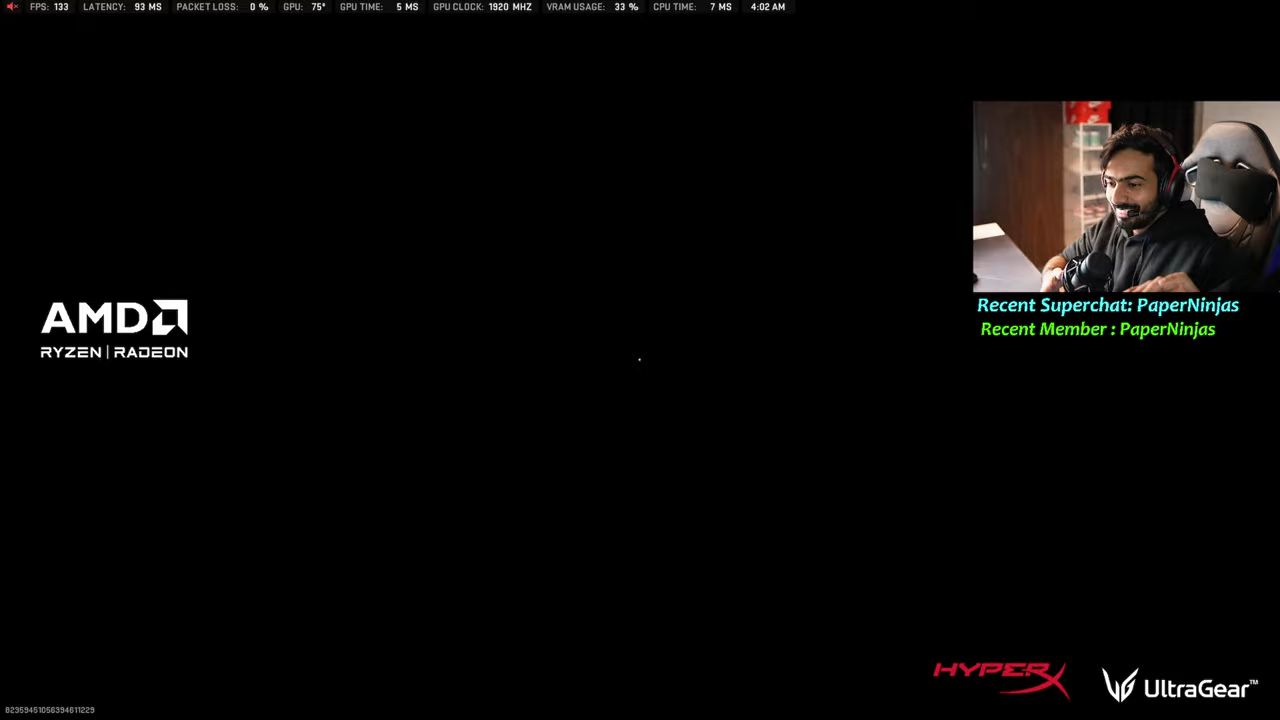 FPS: 133 LATENCY: 93 MS PACKET LOSS: 0 % GPU: 75° GPU TIME: 5 MS GPU CLOCK: 1920 MHZ VRAM USAGE: 33 % CPU TIME: 7 MS 4:02 AM
Recent Superchat: PaperNinjas
Recent Member : PaperNinjas
AMD
RYZEN | RADEON
HYPERX
UltraGear™
82359451056394611229